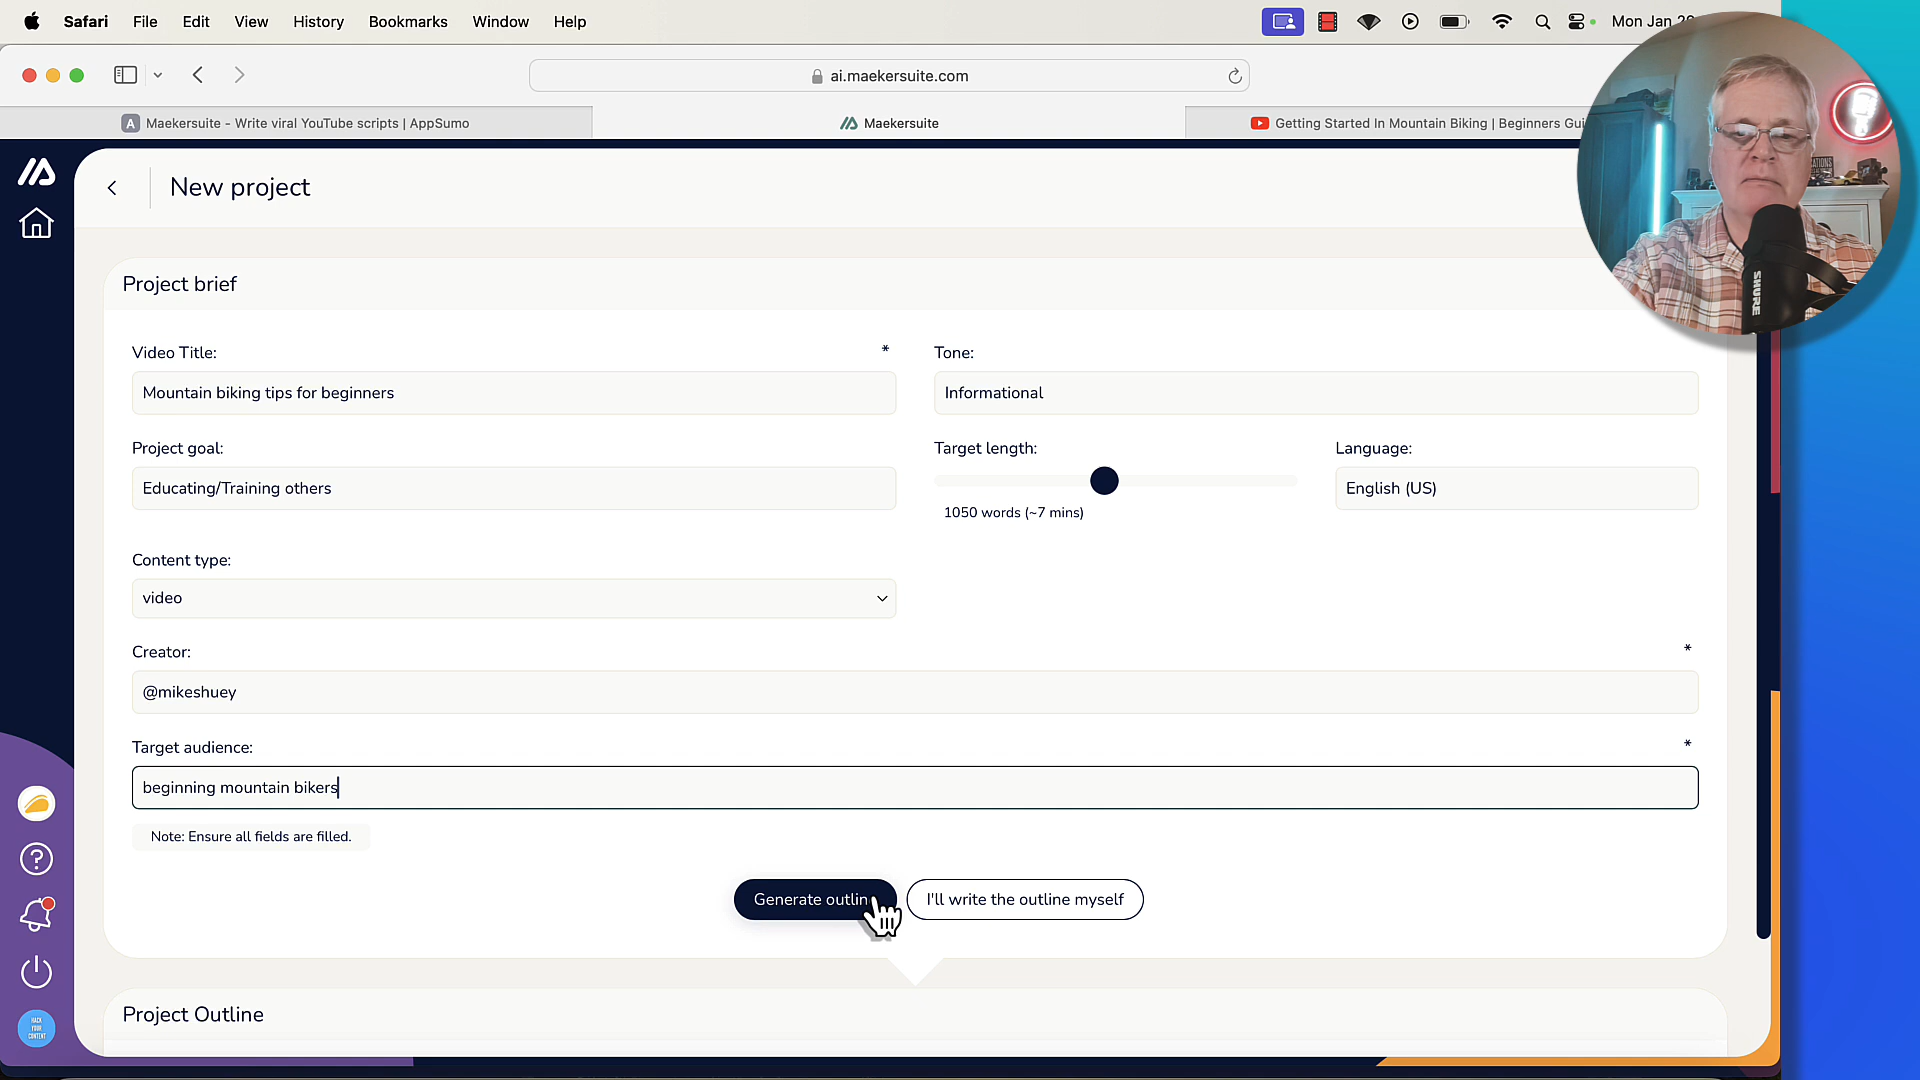 Safari File Edit View History Bookmarks Window Help Mon Jan
ai.maekersuite.com
A Maekersuite - Write viral YouTube scripts | AppSumo
Maekersuite
Getting Started In Mountain Biking | Beginners Gui
New project
Project brief
Video Title: *
Mountain biking tips for beginners
Tone:
Informational
Project goal:
Educating/Training others
Target length:
1050 words (~7 mins)
Language:
English (US)
Content type:
video
Creator: *
@mikeshuey
Target audience: *
beginning mountain bikers
Note: Ensure all fields are filled.
Generate outlin
I'll write the outline myself
Project Outline
HACK
YOUR
CONTENT
SHURE